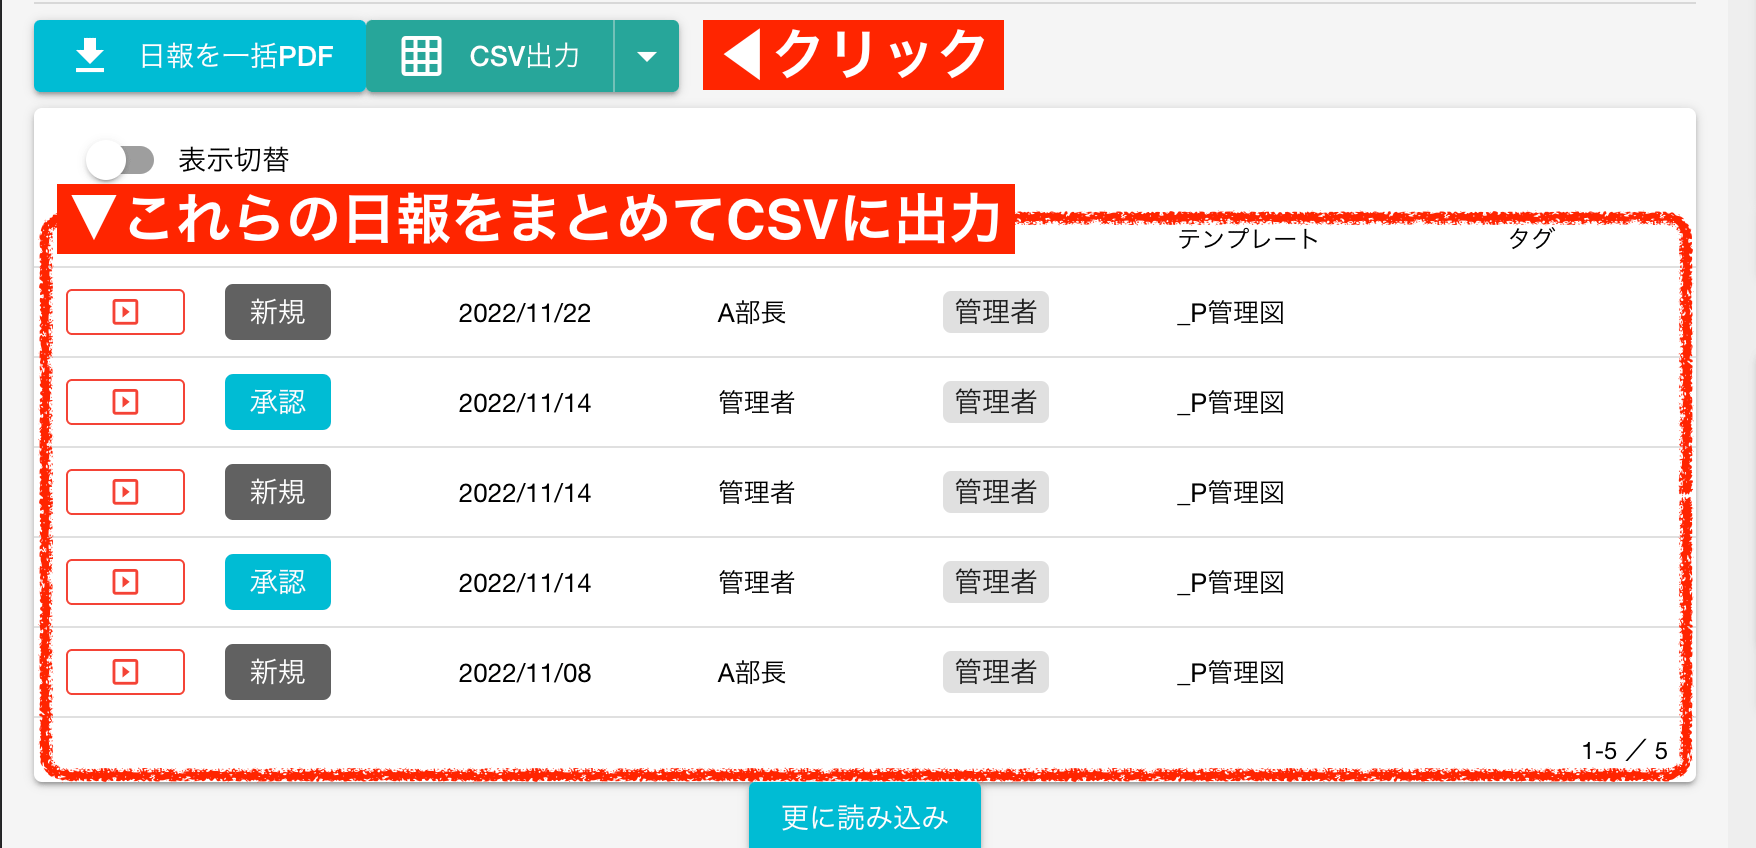 日報を一括PDF CSV出力 ◀クリック
表示切替
▼これらの日報をまとめてCSVに出力
テンプレート タグ
新規 2022/11/22 A部長 管理者 _P管理図
承認 2022/11/14 管理者 管理者 _P管理図
新規 2022/11/14 管理者 管理者 _P管理図
承認 2022/11/14 管理者 管理者 _P管理図
新規 2022/11/08 A部長 管理者 _P管理図
1-5 ／ 5
更に読み込み